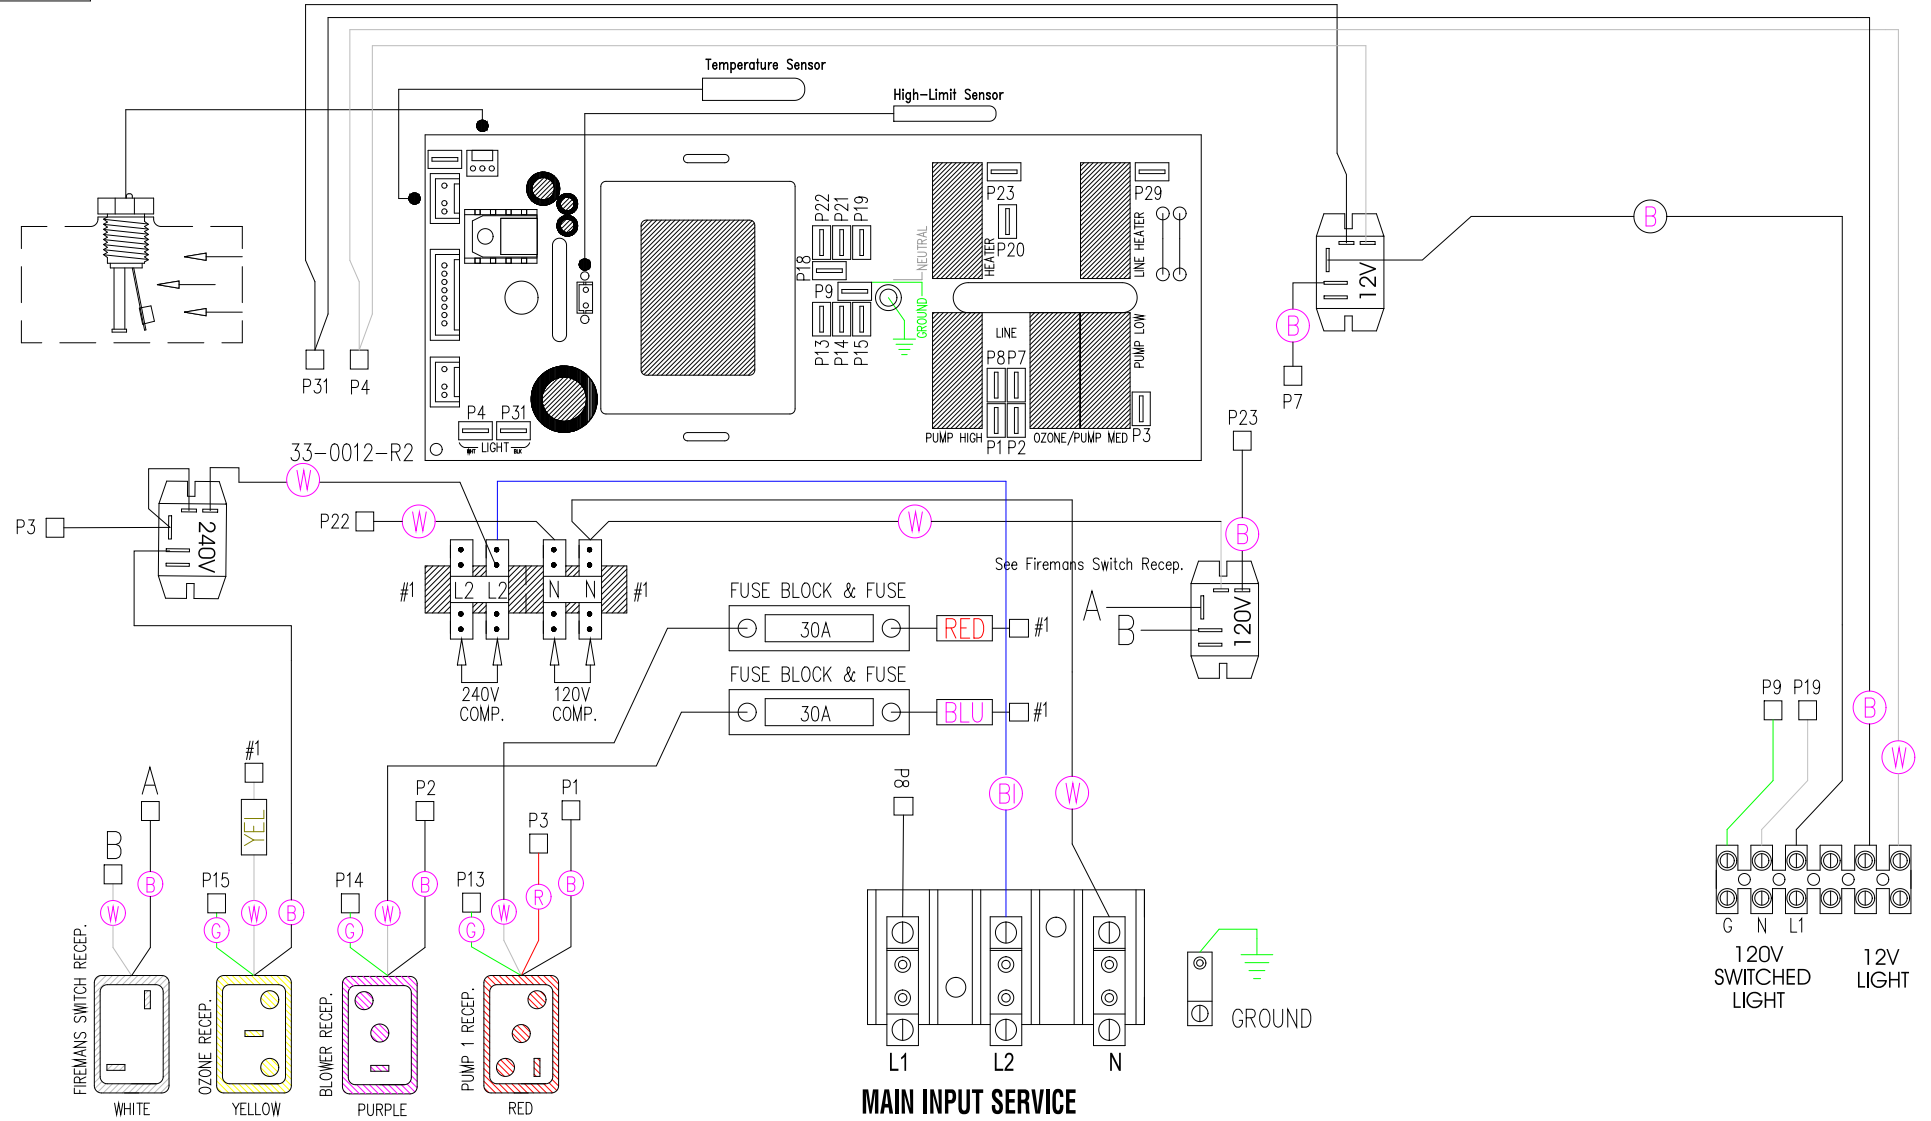 Temperature Sensor
High-Limit Sensor
P22
P21
P19
P18
P9
P13
P14
P15
NEUTRAL
GROUND
HEATER
P23
P20
P29
LINE HEATER
LINE
P8
P7
P1
P2
PUMP HIGH
OZONE/PUMP MED
PUMP LOW
P3
P4
P31
WHT
LIGHT
BLK
33-0012-R2
P31
P4
12V
B
B
P7
P23
B
P3
240V
W
P22
W
W
#1
L2
L2
N
N
#1
240V
COMP.
120V
COMP.
See Firemans Switch Recep.
A
B
120V
FUSE BLOCK & FUSE
30A
RED
#1
FUSE BLOCK & FUSE
30A
BLU
#1
P9
P19
B
W
G
N
L1
120V
SWITCHED
LIGHT
12V
LIGHT
B
W
A
B
FIREMANS SWITCH RECEP.
WHITE
#1
YEL
P15
G
W
B
OZONE RECEP.
YELLOW
P14
P2
G
W
B
BLOWER RECEP.
PURPLE
P13
P3
P1
G
W
R
B
PUMP 1 RECEP.
RED
P8
Bl
W
L1
L2
N
MAIN INPUT SERVICE
GROUND